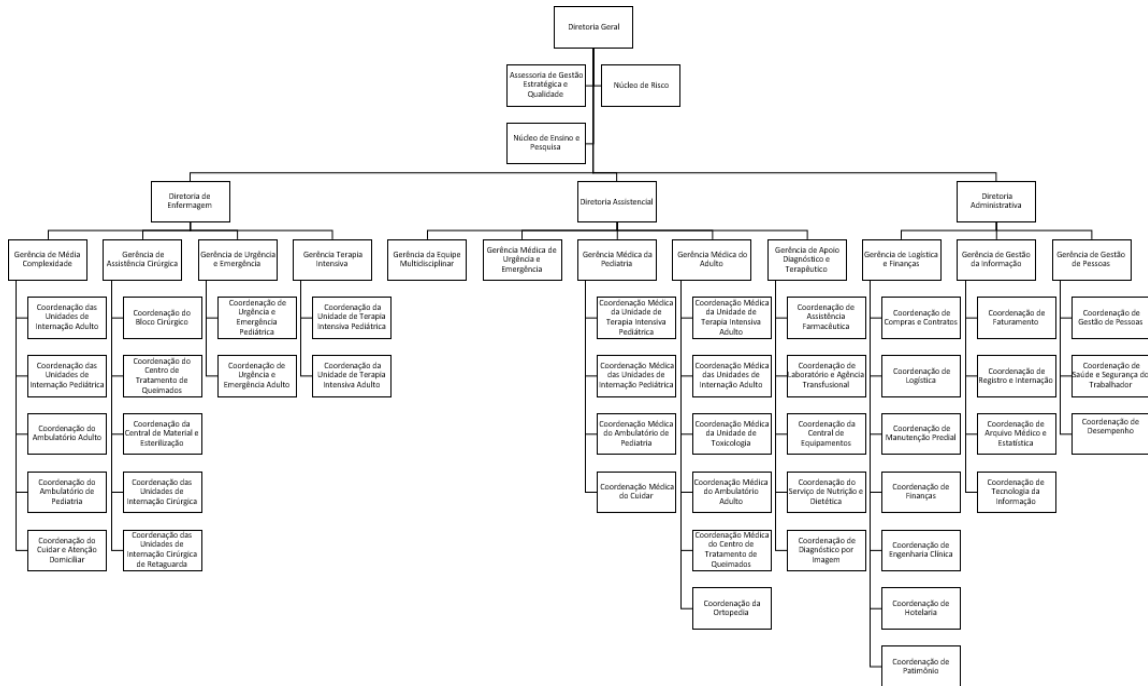 Diretoria Geral
Assessoria de Gestão
Estratégica e
Qualidade
Núcleo de Risco
Núcleo de Ensino e
Pesquisa
Diretoria de
Enfermagem
Diretoria Assistencial
Diretoria
Administrativa
Gerência de Média
Complexidade
Gerência de
Assistência Cirúrgica
Gerência de Urgência
e Emergência
Gerência Terapia
Intensiva
Gerência da Equipe
Multidisciplinar
Gerência Médica de
Urgência e
Emergência
Gerência Médica da
Pediatria
Gerência Médica do
Adulto
Gerência de Apoio
Diagnóstico e
Terapêutico
Gerência de Logística
e Finanças
Gerência de Gestão
da Informação
Gerência de Gestão
de Pessoas
Coordenação das
Unidades de
Internação Adulto
Coordenação das
Unidades de
Internação Pediátrica
Coordenação do
Ambulatório Adulto
Coordenação do
Ambulatório de
Pediatria
Coordenação do
Cuidar e Atenção
Domiciliar
Coordenação do
Bloco Cirúrgico
Coordenação do
Centro de
Tratamento de
Queimados
Coordenação da
Central de Material e
Esterilização
Coordenação das
Unidades de
Internação Cirúrgica
Coordenação das
Unidades de
Internação Cirúrgica
de Retaguarda
Coordenação de
Urgência e
Emergência
Pediátrica
Coordenação de
Urgência e
Emergência Adulto
Coordenação da
Unidade de Terapia
Intensiva Pediátrica
Coordenação da
Unidade de Terapia
Intensiva Adulto
Coordenação Médica
da Unidade de
Terapia Intensiva
Pediátrica
Coordenação Médica
das Unidades de
Internação Pediátrica
Coordenação Médica
do Ambulatório de
Pediatria
Coordenação Médica
do Cuidar
Coordenação Médica
da Unidade de
Terapia Intensiva
Adulto
Coordenação Médica
das Unidades de
Internação Adulto
Coordenação Médica
da Unidade de
Toxicologia
Coordenação Médica
do Ambulatório
Adulto
Coordenação Médica
do Centro de
Tratamento de
Queimados
Coordenação da
Ortopedia
Coordenação de
Assistência
Farmacêutica
Coordenação de
Laboratório e Agência
Transfusional
Coordenação da
Central de
Equipamentos
Coordenação do
Serviço de Nutrição e
Dietética
Coordenação de
Diagnóstico por
Imagem
Coordenação de
Compras e Contratos
Coordenação de
Logística
Coordenação de
Manutenção Predial
Coordenação de
Finanças
Coordenação de
Engenharia Clínica
Coordenação de
Hotelaria
Coordenação de
Patimônio
Coordenação de
Faturamento
Coordenação de
Registro e Internação
Coordenação de
Arquivo Médico e
Estatística
Coordenação de
Tecnologia da
Informação
Coordenação de
Gestão de Pessoas
Coordenação de
Saúde e Segurança do
Trabalhador
Coordenação de
Desempenho